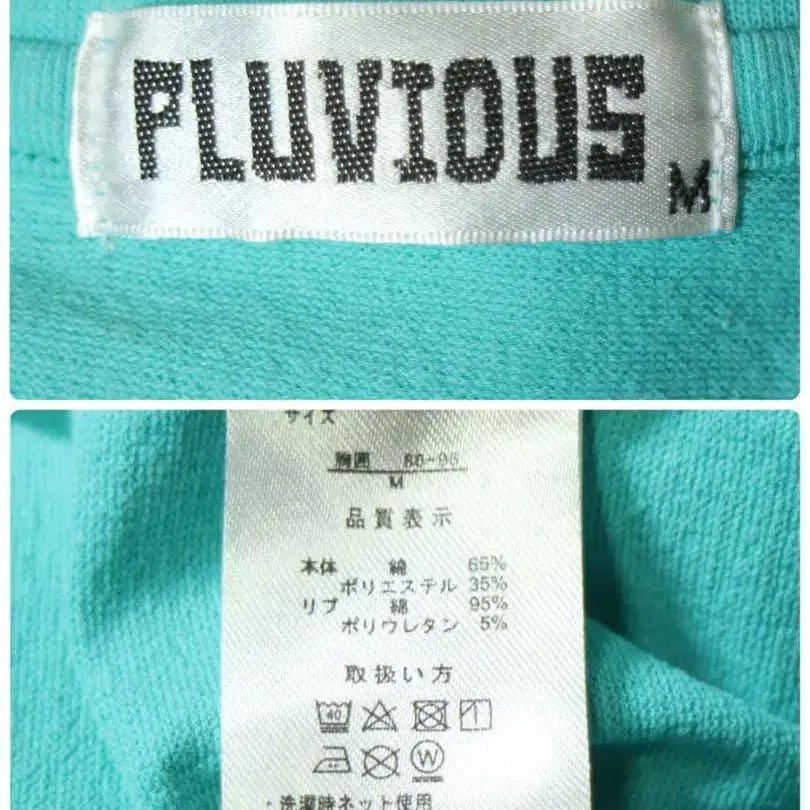 PLUVIOUS
M
サイズ
胸囲 88-96
M
品質表示
本体 綿 65%
ポリエステル 35%
リブ 綿 95%
ポリウレタン 5%
取扱い方
40
W
・洗濯時ネット使用